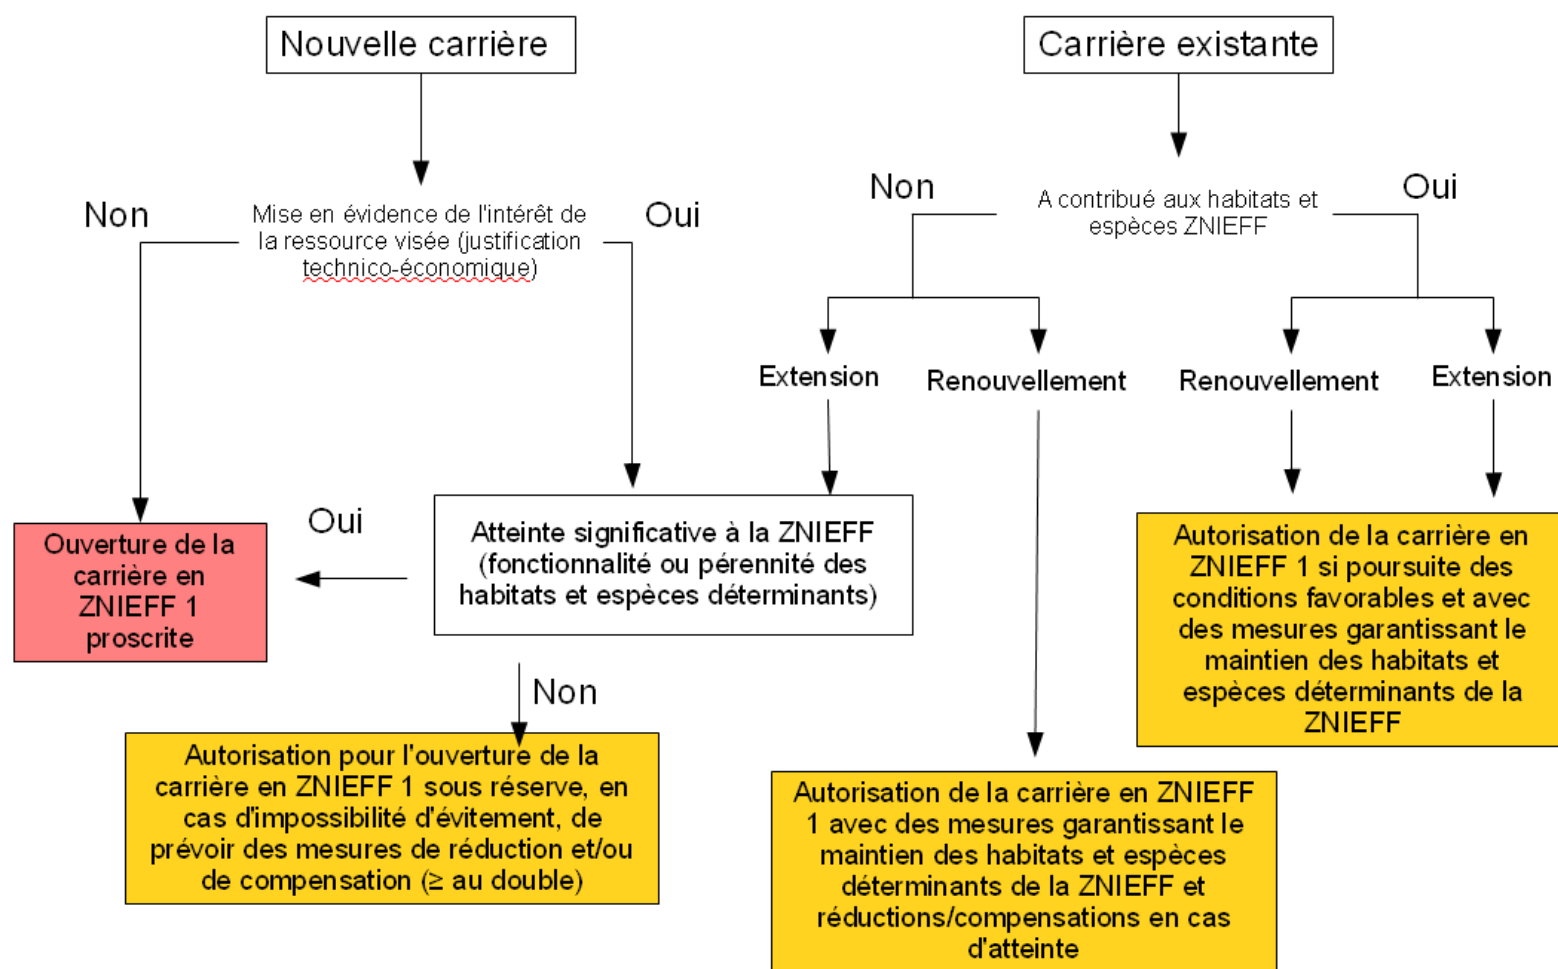 Nouvelle carrière
Carrière existante
Non
Mise en évidence de l'intérêt de
la ressource visée (justification
technico-économique)
Oui
Non
A contribué aux habitats et
espèces ZNIEFF
Oui
Extension
Renouvellement
Renouvellement
Extension
Ouverture de la
carrière en
ZNIEFF 1
proscrite
Oui
Atteinte significative à la ZNIEFF
(fonctionnalité ou pérennité des
habitats et espèces déterminants)
Non
Autorisation de la carrière en
ZNIEFF 1 si poursuite des
conditions favorables et avec
des mesures garantissant le
maintien des habitats et
espèces déterminants de la
ZNIEFF
Autorisation pour l'ouverture de la
carrière en ZNIEFF 1 sous réserve, en
cas d'impossibilité d'évitement, de
prévoir des mesures de réduction et/ou
de compensation (≥ au double)
Autorisation de la carrière en ZNIEFF
1 avec des mesures garantissant le
maintien des habitats et espèces
déterminants de la ZNIEFF et
réductions/compensations en cas
d'atteinte